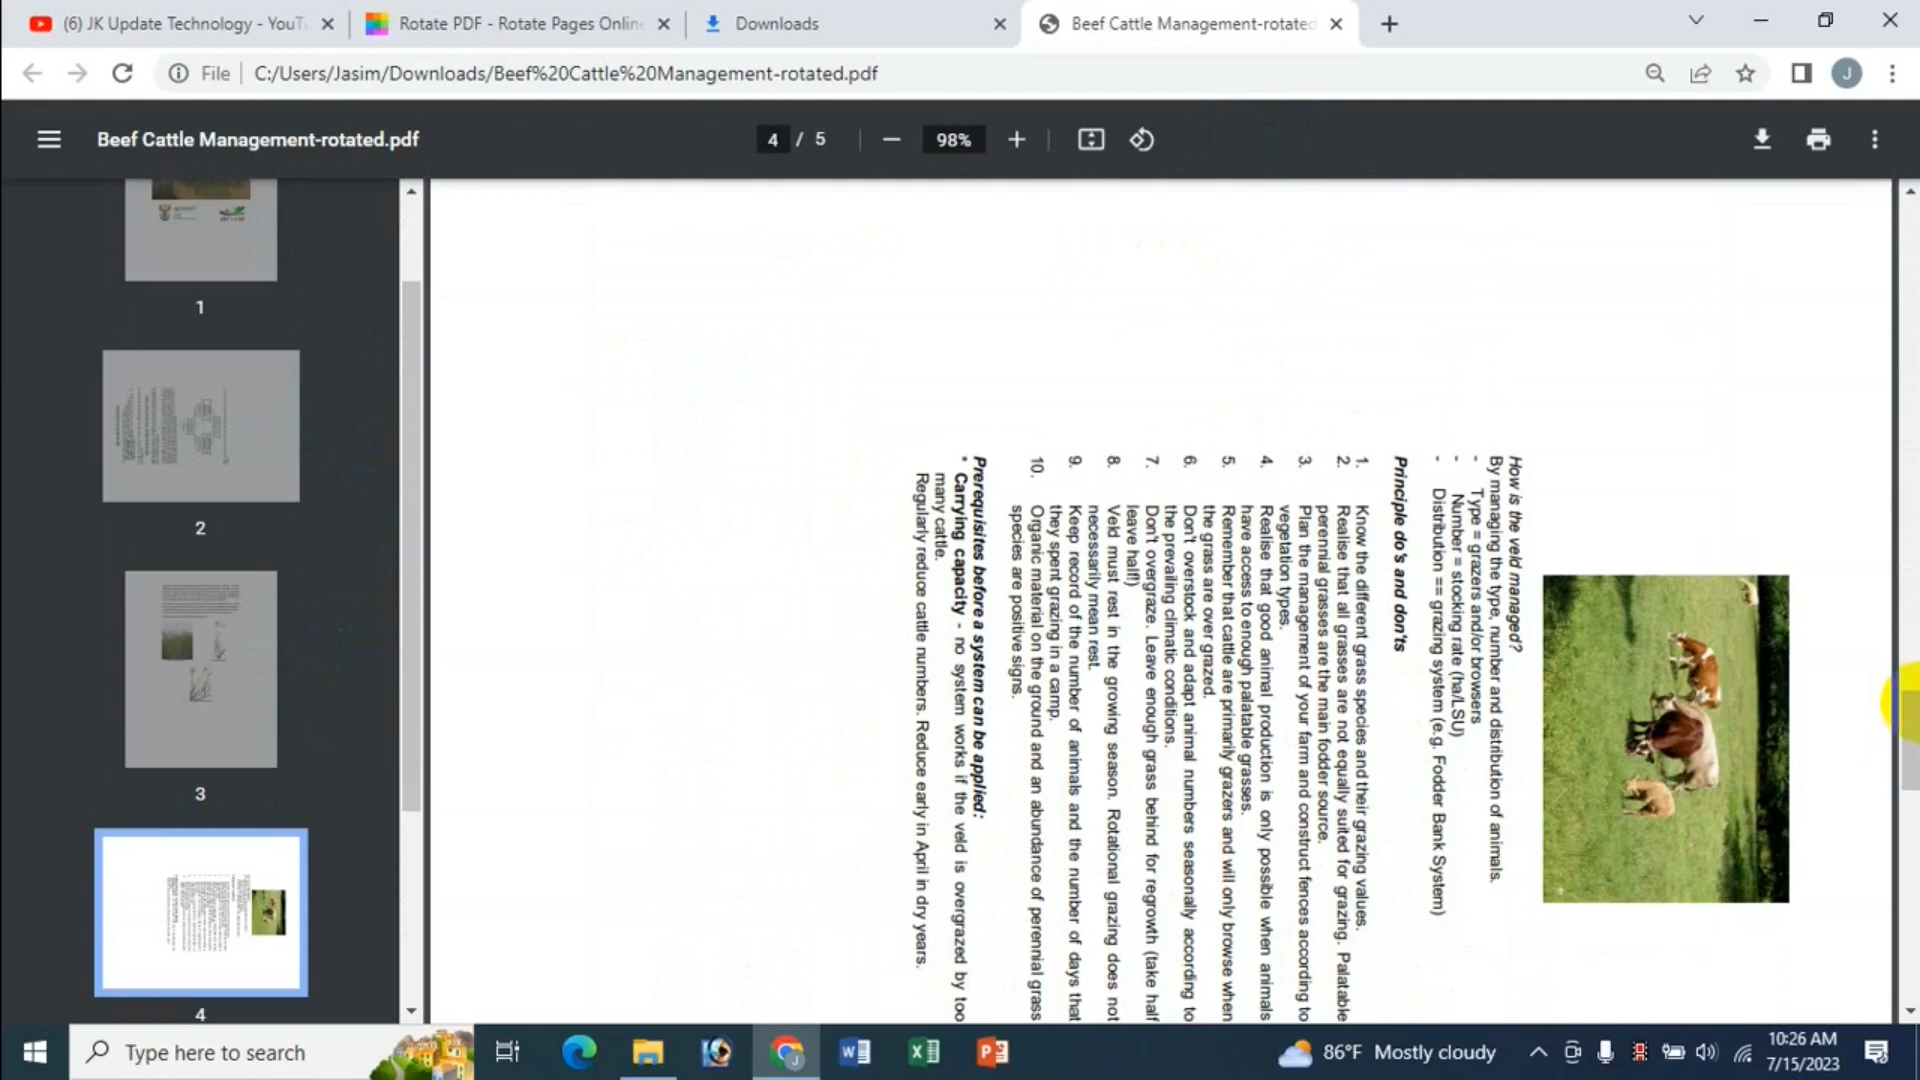 (6) JK Update Technology - YouTu
Rotate PDF - Rotate Pages Online
Downloads
Beef Cattle Management-rotated
File
C:/Users/Jasim/Downloads/Beef%20Cattle%20Management-rotated.pdf
J
Beef Cattle Management-rotated.pdf
4 / 5
98%
1
2
3
4
How is the veld managed?
By managing the type, number and distribution of animals.
- Type = grazers and/or browsers
- Number = stocking rate (ha/LSU)
- Distribution == grazing system (e.g. Fodder Bank System)
Principle do's and don'ts
1. Know the different grass species and their grazing values.
2. Realise that all grasses are not equally suited for grazing. Palatable
perennial grasses are the main fodder source.
3. Plan the management of your farm and construct fences according to
vegetation types.
4. Realise that good animal production is only possible when animals
have access to enough palatable grasses.
5. Remember that cattle are primarily grazers and will only browse when
the grass are over grazed.
6. Don't overstock and adapt animal numbers seasonally according to
the prevailing climatic conditions.
7. Don't overgraze. Leave enough grass behind for regrowth (take half
leave half!)
8. Veld must rest in the growing season. Rotational grazing does not
necessarily mean rest.
9. Keep record of the number of animals and the number of days that
they spent grazing in a camp.
10. Organic material on the ground and an abundance of perennial grass
species are positive signs.
Prerequisites before a system can be applied:
* Carrying capacity - no system works if the veld is overgrazed by too
many cattle.
Regularly reduce cattle numbers. Reduce early in April in dry years.
Type here to search
86°F Mostly cloudy
10:26 AM
7/15/2023